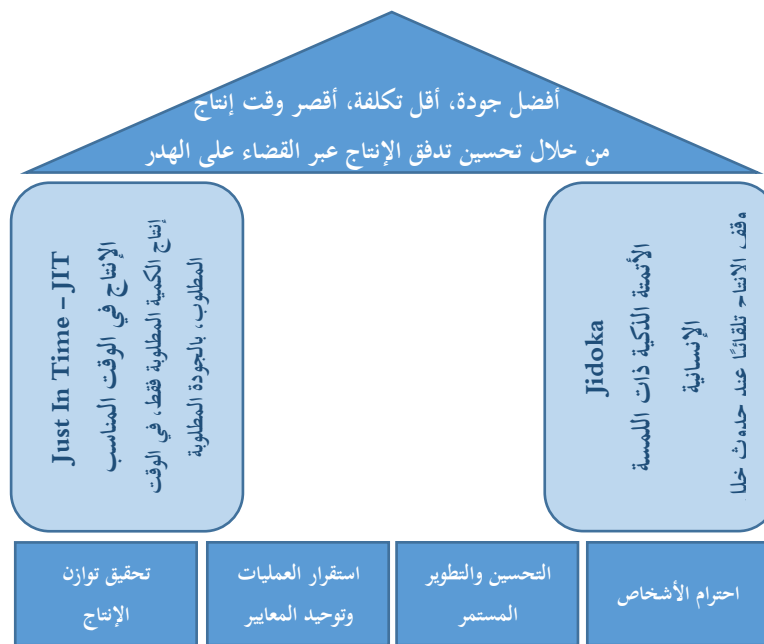 أفضل جودة، أقل تكلفة، أقصر وقت إنتاج
من خلال تحسين تدفق الإنتاج عبر القضاء على الهدر
Jidoka
الأتمتة الذكية ذات اللمسة
الإنسانية
وقف الإنتاج تلقائيًا عند حدوث خلل
Just In Time – JIT
الإنتاج في الوقت المناسب
إنتاج الكمية المطلوبة فقط، في الوقت
المطلوب، بالجودة المطلوبة
احترام الأشخاص
التحسين والتطوير
المستمر
استقرار العمليات
وتوحيد المعايير
تحقيق توازن
الإنتاج